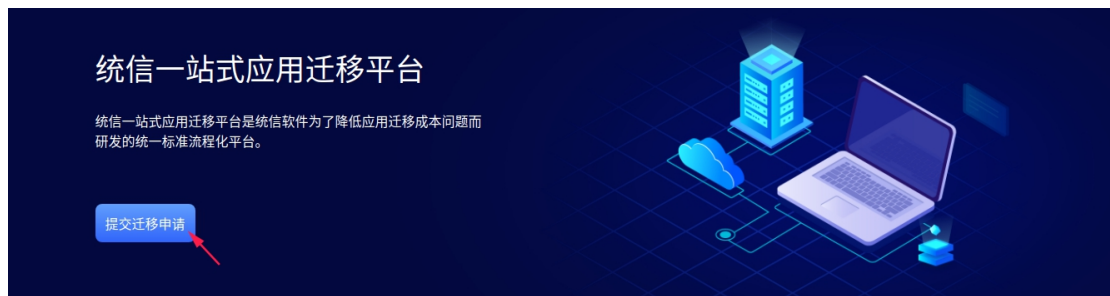 统信一站式应用迁移平台
统信一站式应用迁移平台是统信软件为了降低应用迁移成本问题而
研发的统一标准流程化平台。
提交迁移申请